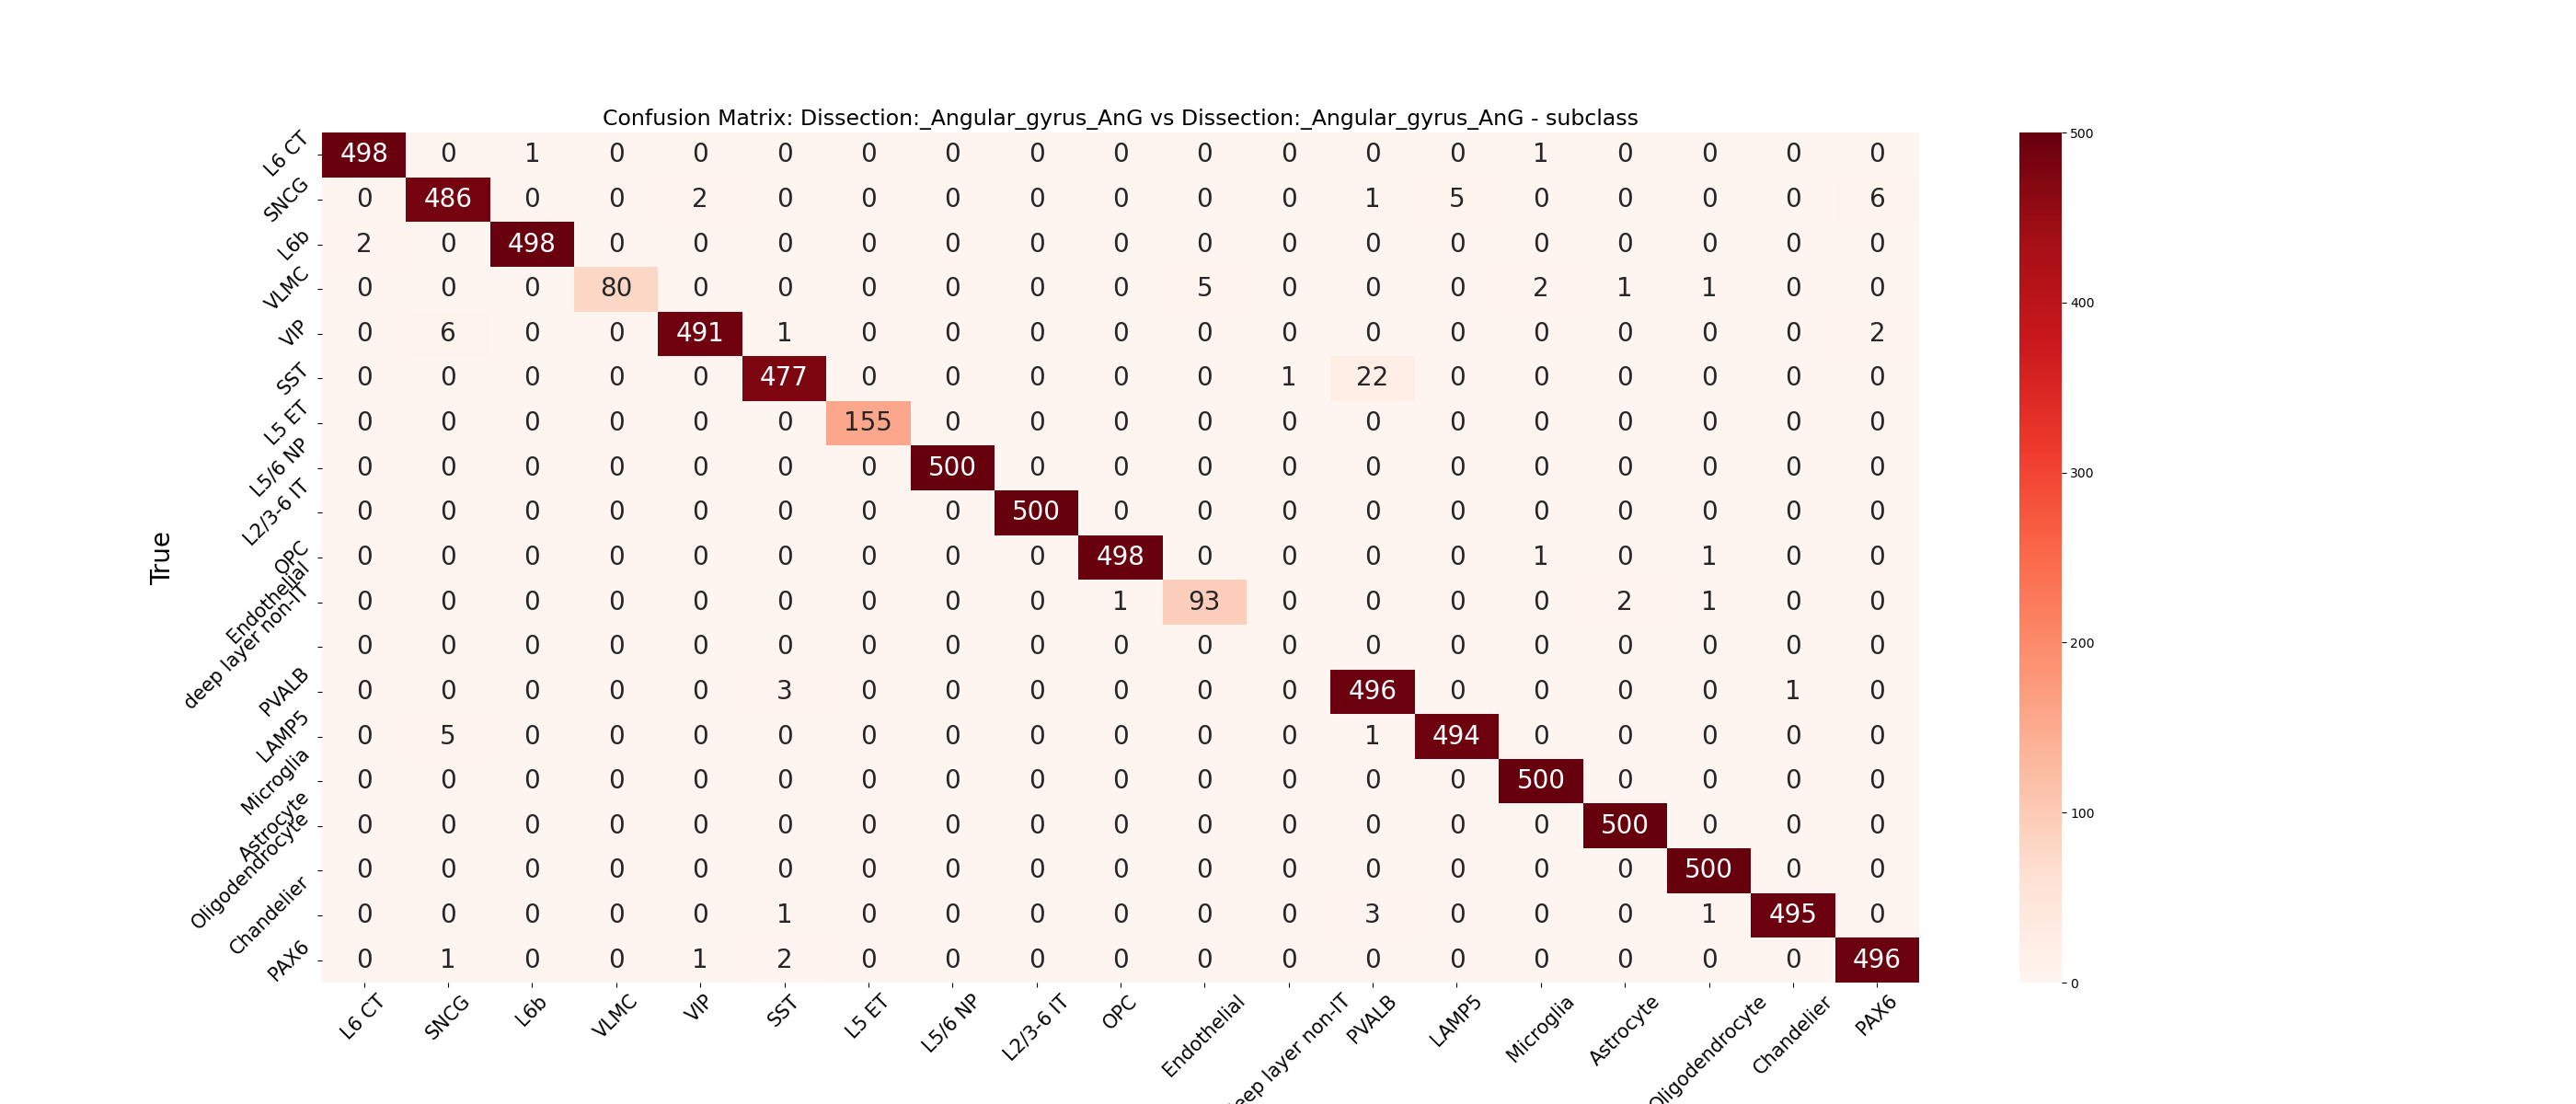 Confusion Matrix: Dissection:_Angular_gyrus_AnG vs Dissection:_Angular_gyrus_AnG - subclass
True
L6 CT 498 0 1 0 0 0 0 0 0 0 0 0 0 0 1 0 0 0 0
SNCG 0 486 0 0 2 0 0 0 0 0 0 0 1 5 0 0 0 0 6
L6b 2 0 498 0 0 0 0 0 0 0 0 0 0 0 0 0 0 0 0
VLMC 0 0 0 80 0 0 0 0 0 0 5 0 0 0 2 1 1 0 0
VIP 0 6 0 0 491 1 0 0 0 0 0 0 0 0 0 0 0 0 2
SST 0 0 0 0 0 477 0 0 0 0 0 1 22 0 0 0 0 0 0
L5 ET 0 0 0 0 0 0 155 0 0 0 0 0 0 0 0 0 0 0 0
L5/6 NP 0 0 0 0 0 0 0 500 0 0 0 0 0 0 0 0 0 0 0
L2/3-6 IT 0 0 0 0 0 0 0 0 500 0 0 0 0 0 0 0 0 0 0
OPC 0 0 0 0 0 0 0 0 0 498 0 0 0 0 1 0 1 0 0
Endothelial 0 0 0 0 0 0 0 0 0 1 93 0 0 0 0 2 1 0 0
deep layer non-IT 0 0 0 0 0 0 0 0 0 0 0 0 0 0 0 0 0 0 0
PVALB 0 0 0 0 0 3 0 0 0 0 0 0 496 0 0 0 0 1 0
LAMP5 0 5 0 0 0 0 0 0 0 0 0 0 1 494 0 0 0 0 0
Microglia 0 0 0 0 0 0 0 0 0 0 0 0 0 0 500 0 0 0 0
Astrocyte 0 0 0 0 0 0 0 0 0 0 0 0 0 0 0 500 0 0 0
Oligodendrocyte 0 0 0 0 0 0 0 0 0 0 0 0 0 0 0 0 500 0 0
Chandelier 0 0 0 0 0 1 0 0 0 0 0 0 3 0 0 0 1 495 0
PAX6 0 1 0 0 1 2 0 0 0 0 0 0 0 0 0 0 0 0 496
L6 CT SNCG L6b VLMC VIP SST L5 ET L5/6 NP L2/3-6 IT OPC Endothelial layer non-IT PVALB LAMP5 Microglia Astrocyte Oligodendrocyte Chandelier PAX6
500
400
300
200
100
0